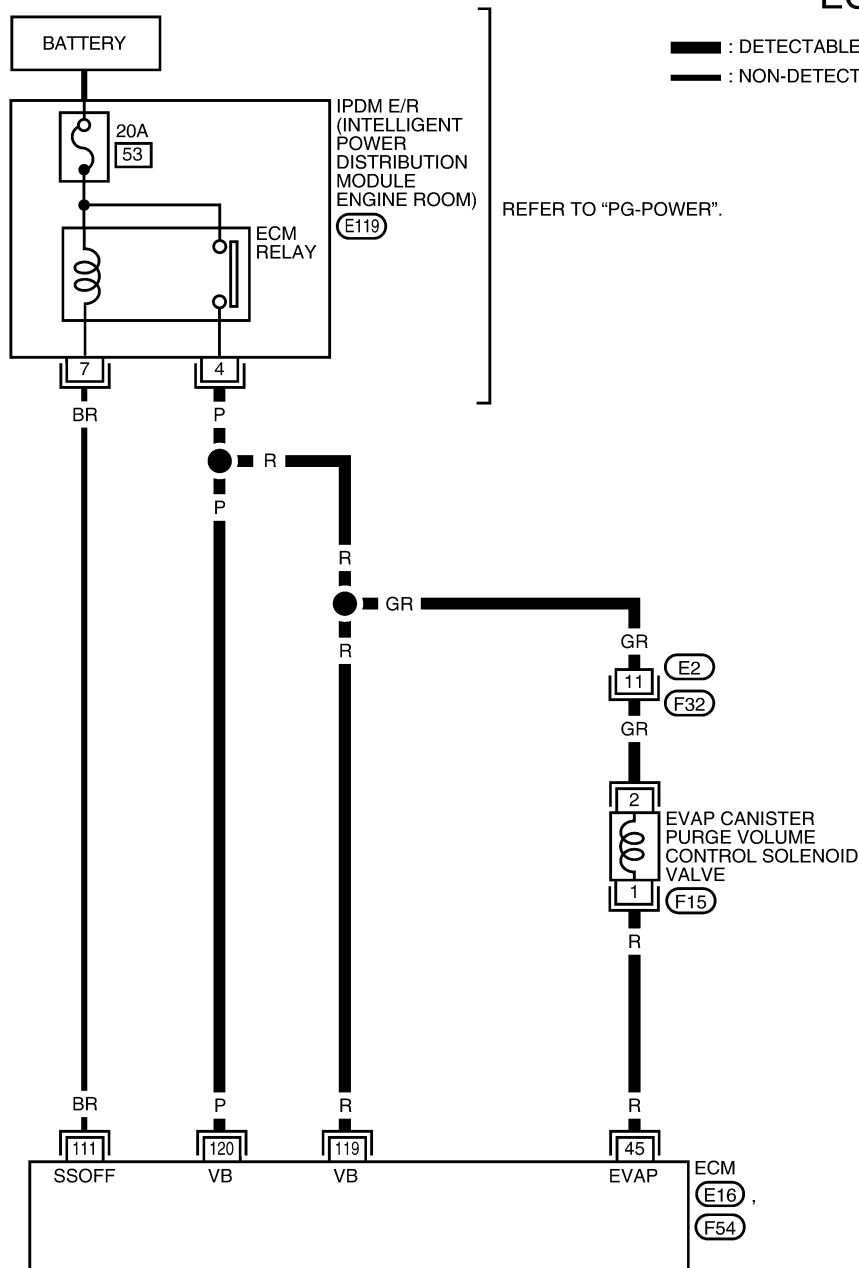 BATTERY
: DETECTABLE
: NON-DETECT
20A
53
IPDM E/R
(INTELLIGENT
POWER
DISTRIBUTION
MODULE
ENGINE ROOM)
E119
REFER TO “PG-POWER”.
ECM
RELAY
7
4
BR
P
R
P
R
GR
R
GR
11
E2
F32
GR
2
EVAP CANISTER
PURGE VOLUME
CONTROL SOLENOID
VALVE
1
F15
R
BR
P
R
R
111
120
119
45
SSOFF
VB
VB
EVAP
ECM
E16 ,
F54